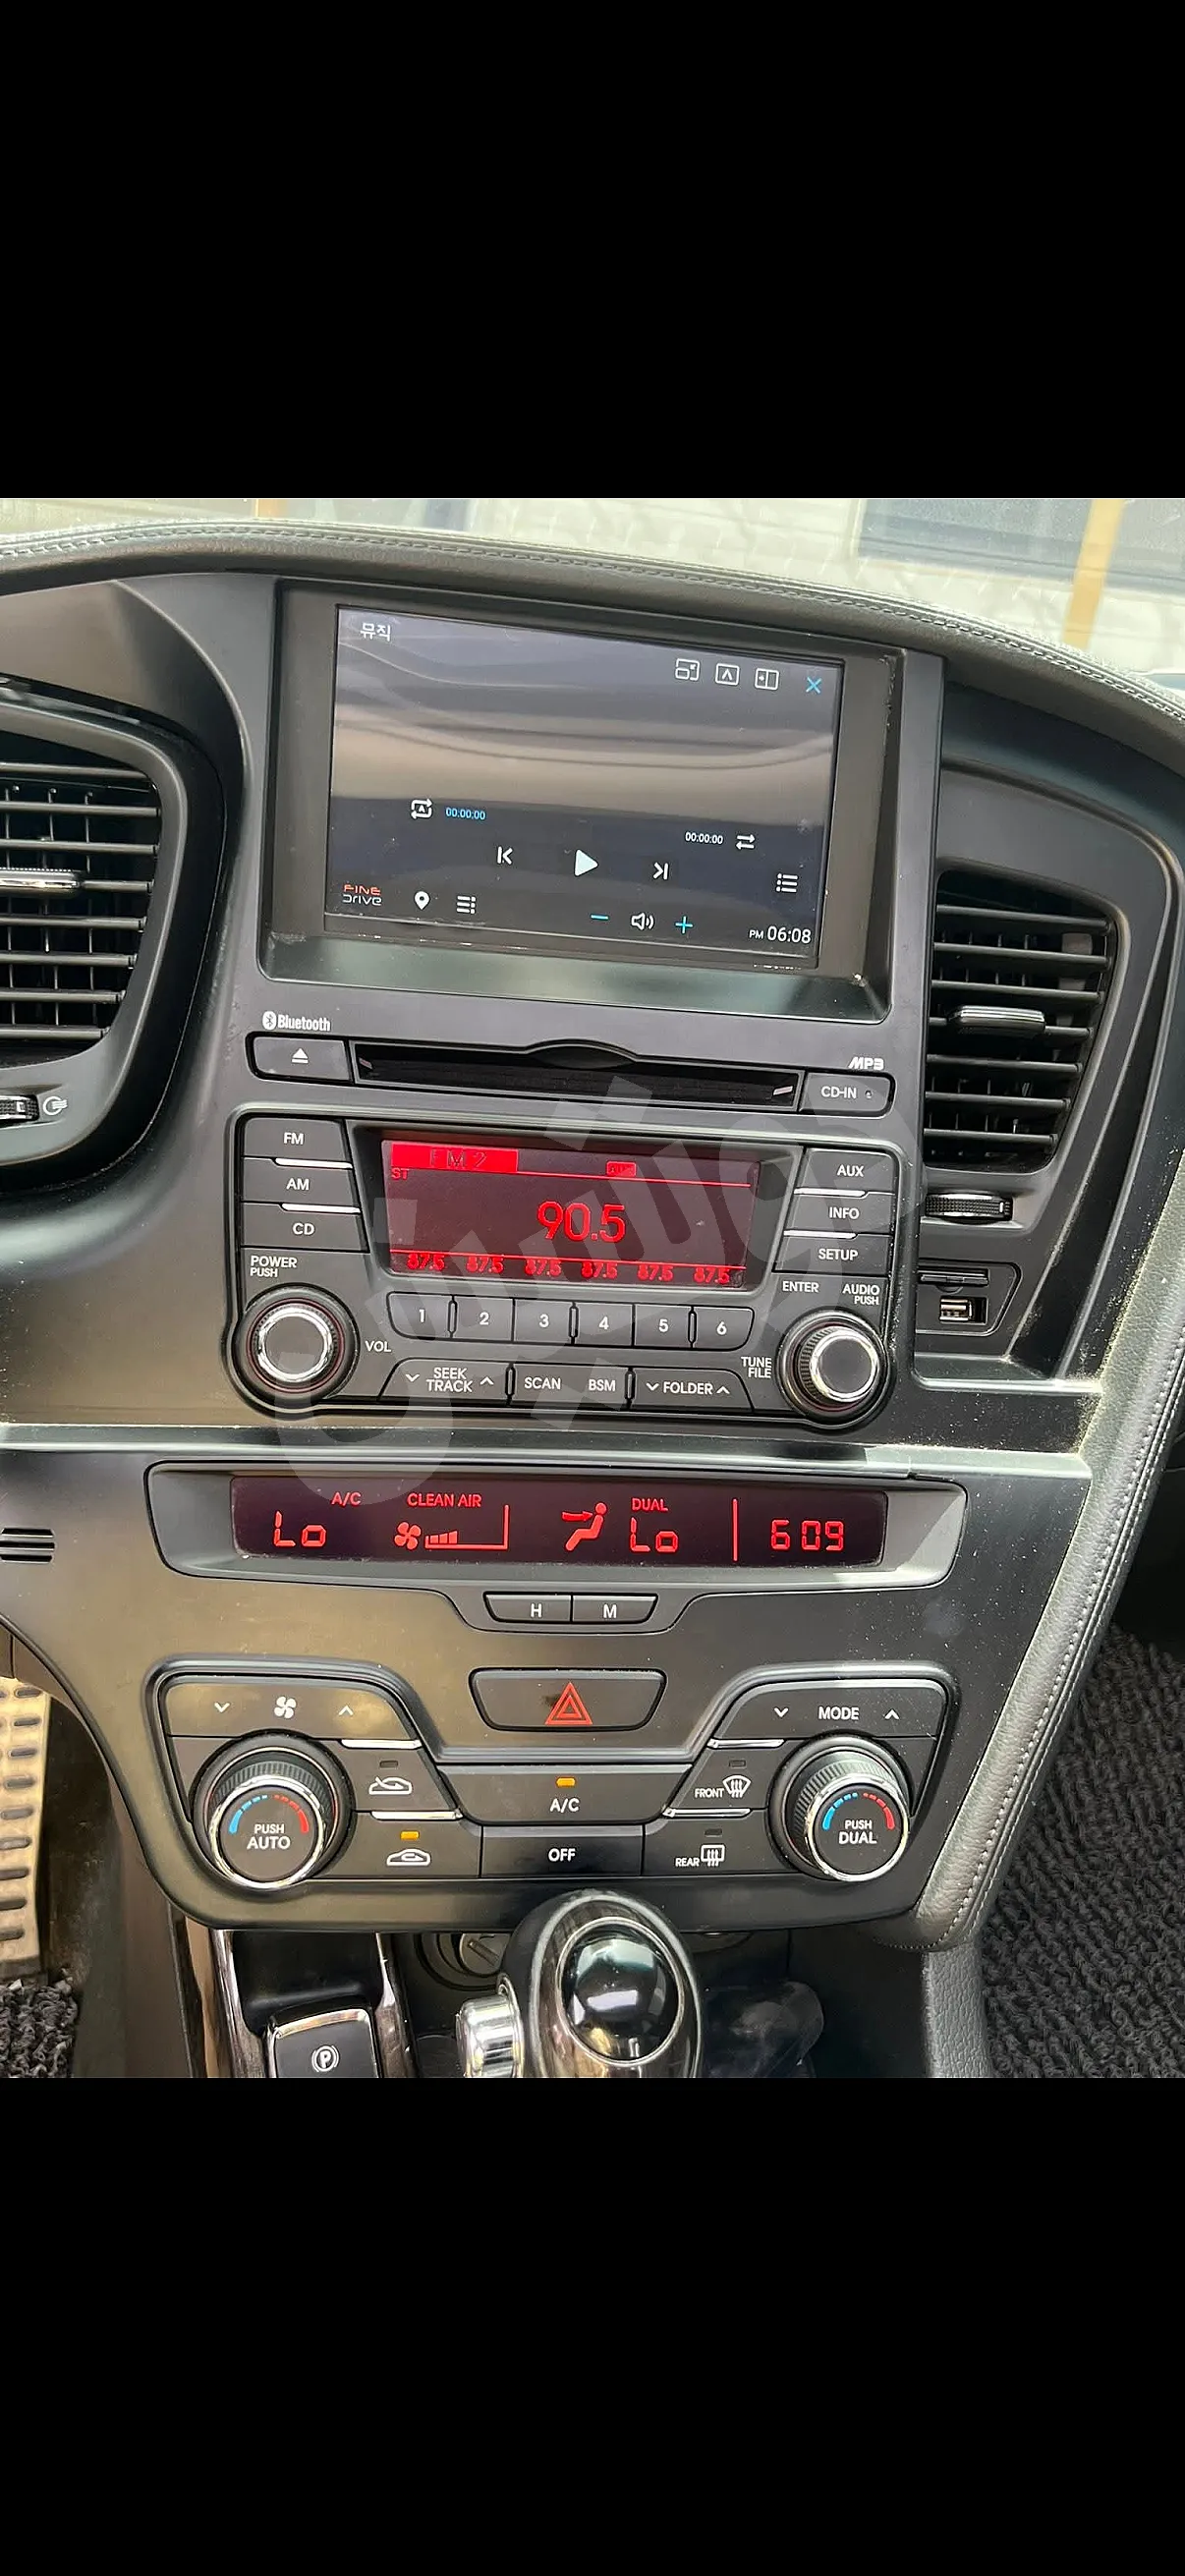 뮤직
00:00:00
00:00:00
FINE
DRIVE
PM 06:08
Bluetooth
MP3
CD-IN
FM
AM
CD
POWER
PUSH
VOL
FM2
ST
90.5
87.5 87.5 87.5 87.5 87.5 87.5
AUX
INFO
SETUP
ENTER
AUDIO
PUSH
1 2 3 4 5 6
TUNE
FILE
SEEK
TRACK
SCAN BSM
FOLDER
A/C CLEAN AIR DUAL
Lo Lo 6 09
H M
MODE
PUSH
AUTO
A/C
FRONT
PUSH
DUAL
OFF
REAR
P